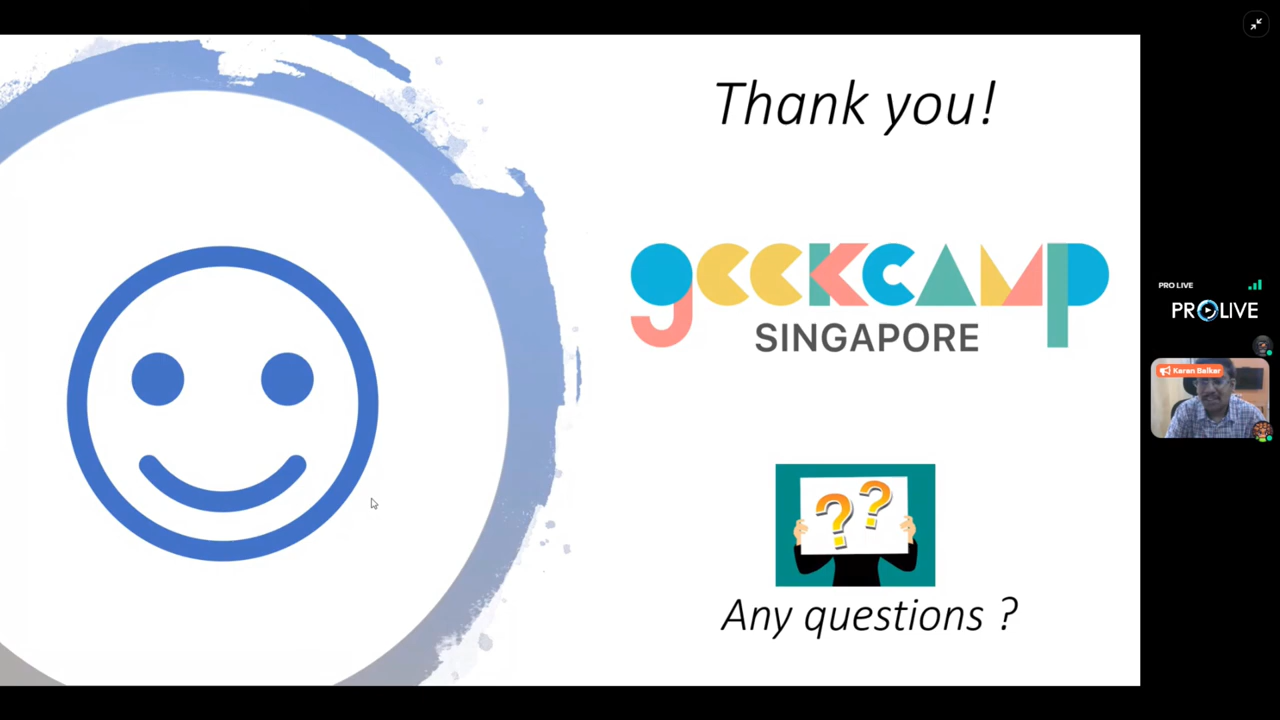 Thank you!
geekcamp
SINGAPORE
??
Any questions ?
PRO LIVE
PROLIVE
Karan Balkar